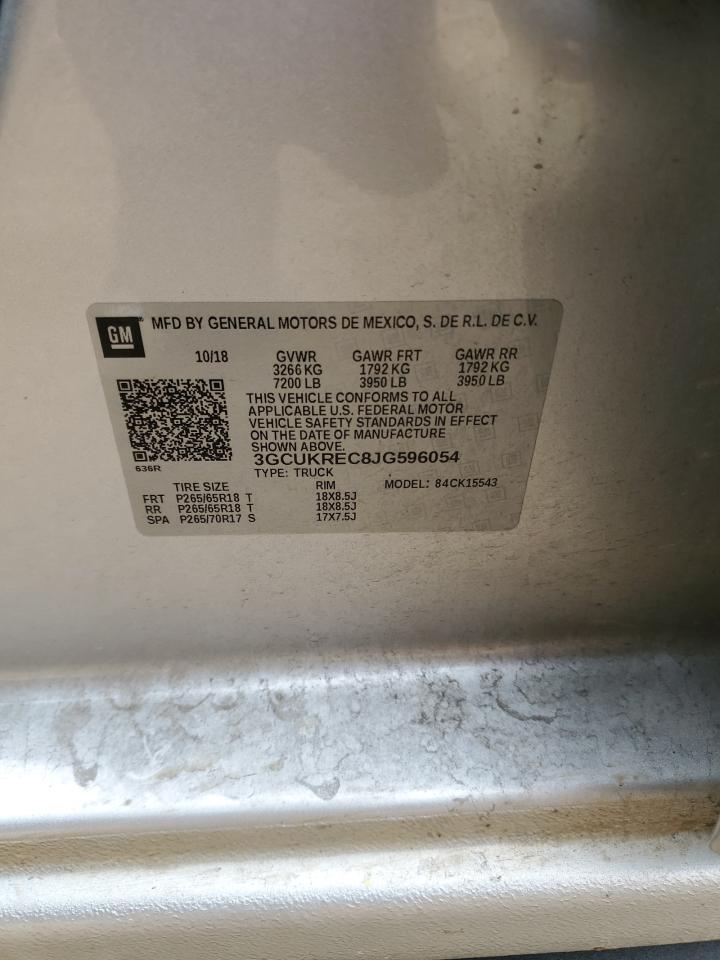 GM
MFD BY GENERAL MOTORS DE MEXICO, S. DE R.L. DE C.V.
10/18 GVWR GAWR FRT GAWR RR
3266 KG 1792 KG 1792 KG
7200 LB 3950 LB 3950 LB
THIS VEHICLE CONFORMS TO ALL
APPLICABLE U.S. FEDERAL MOTOR
VEHICLE SAFETY STANDARDS IN EFFECT
ON THE DATE OF MANUFACTURE
SHOWN ABOVE.
3GCUKREC8JG596054
636R
TYPE: TRUCK MODEL: 84CK15543
TIRE SIZE RIM
FRT P265/65R18 T 18X8.5J
RR P265/65R18 T 18X8.5J
SPA P265/70R17 S 17X7.5J